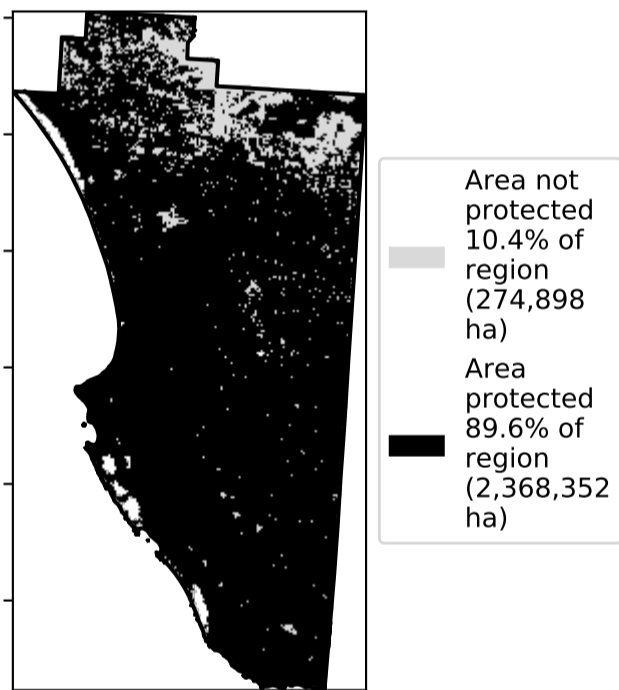 Area not
protected
10.4% of
region
(274,898
ha)
Area
protected
89.6% of
region
(2,368,352
ha)